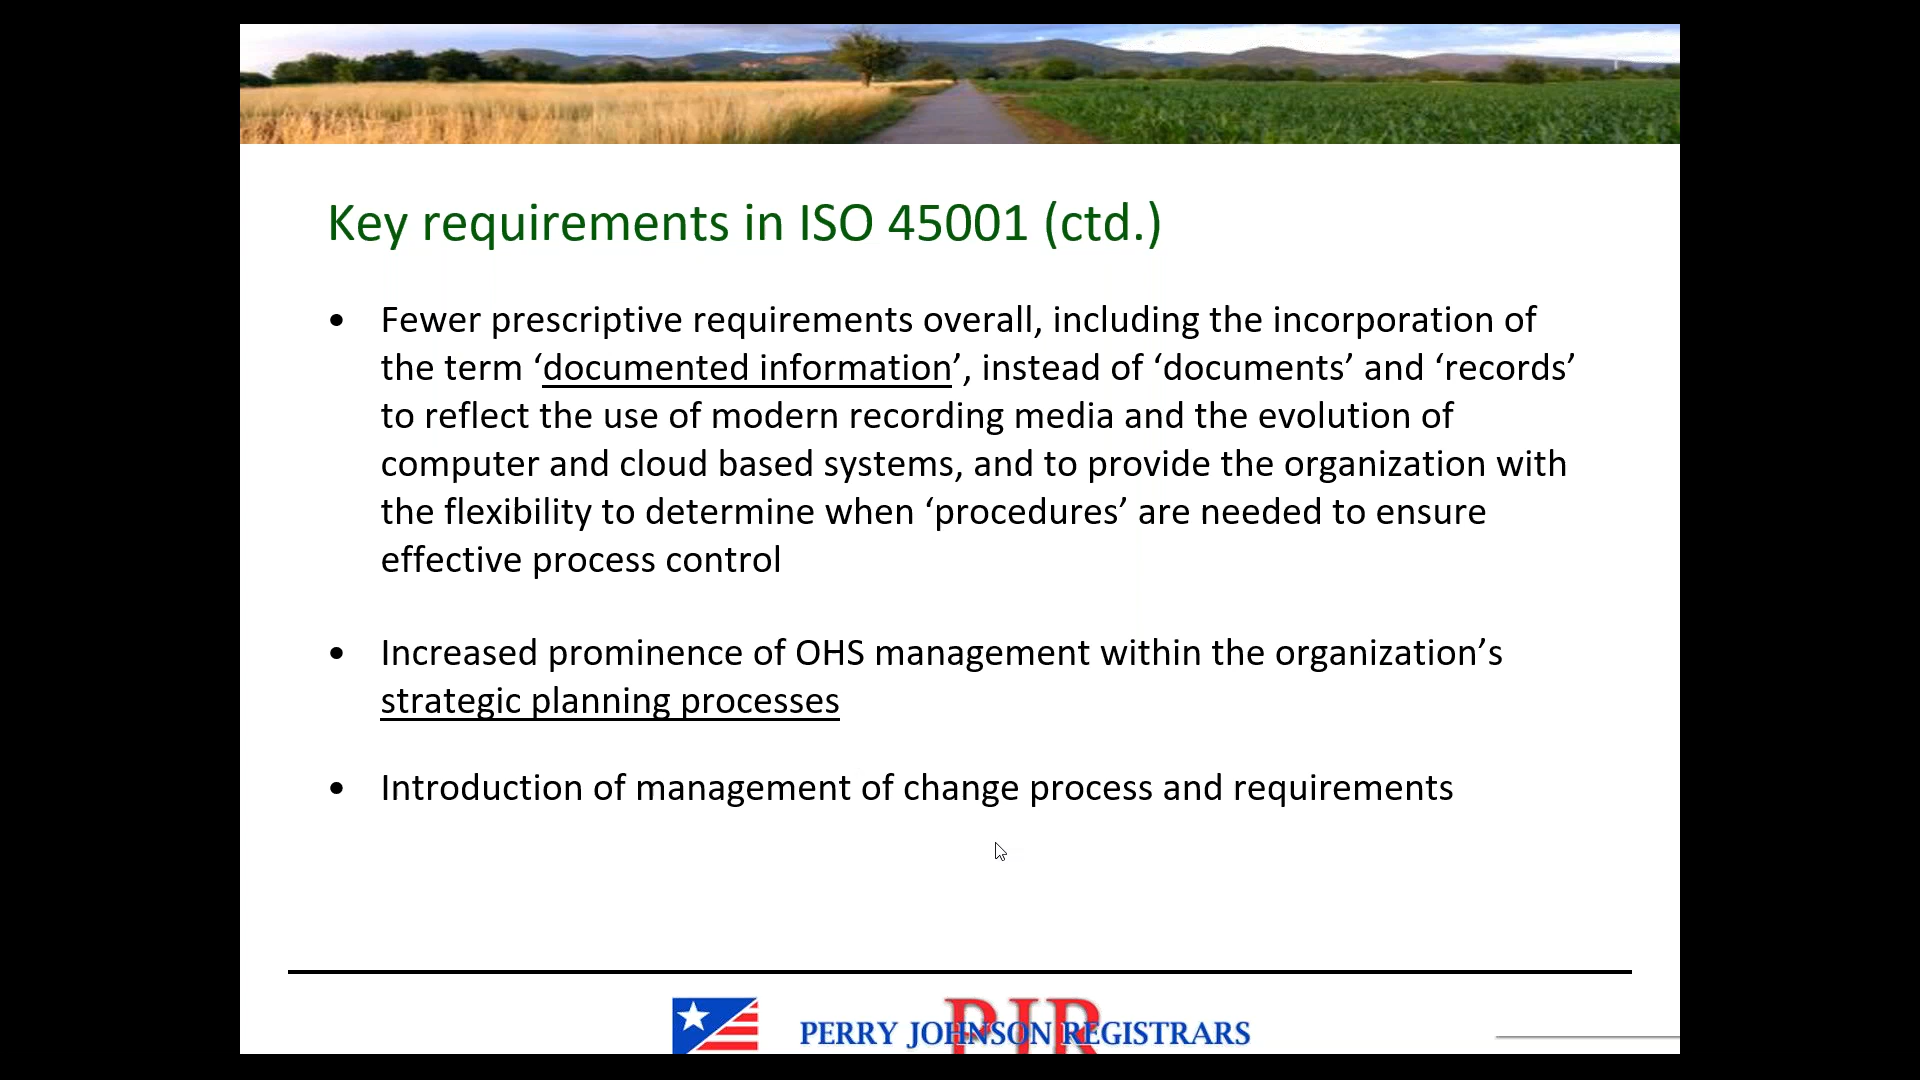 Key requirements in ISO 45001 (ctd.)
• Fewer prescriptive requirements overall, including the incorporation of
the term ‘documented information’, instead of ‘documents’ and ‘records’
to reflect the use of modern recording media and the evolution of
computer and cloud based systems, and to provide the organization with
the flexibility to determine when ‘procedures’ are needed to ensure
effective process control
• Increased prominence of OHS management within the organization’s
strategic planning processes
• Introduction of management of change process and requirements
PJR
PERRY JOHNSON REGISTRARS